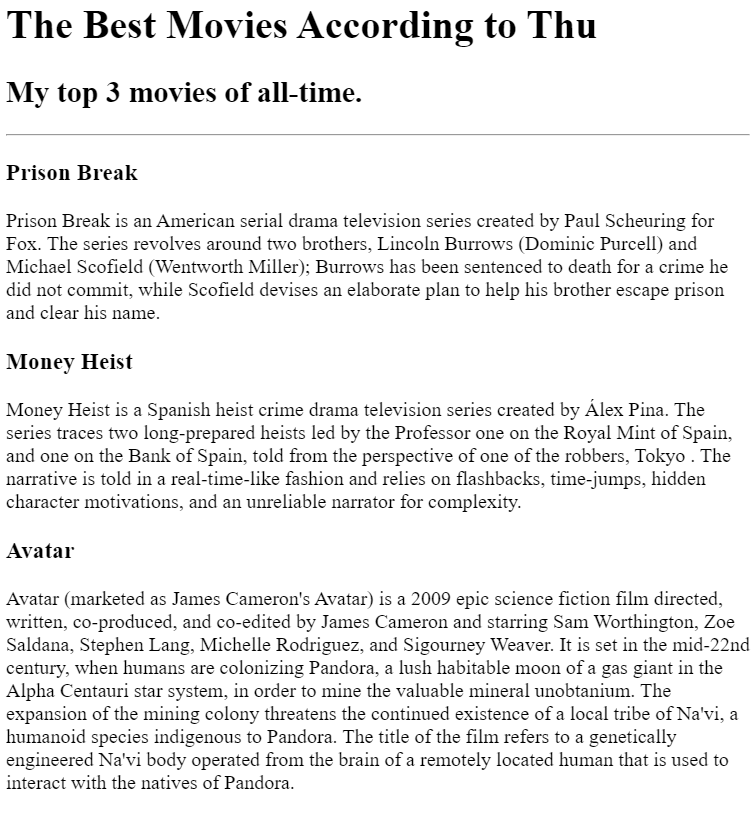 The Best Movies According to Thu
My top 3 movies of all-time.
Prison Break
Prison Break is an American serial drama television series created by Paul Scheuring for
Fox. The series revolves around two brothers, Lincoln Burrows (Dominic Purcell) and
Michael Scofield (Wentworth Miller); Burrows has been sentenced to death for a crime he
did not commit, while Scofield devises an elaborate plan to help his brother escape prison
and clear his name.
Money Heist
Money Heist is a Spanish heist crime drama television series created by Álex Pina. The
series traces two long-prepared heists led by the Professor one on the Royal Mint of Spain,
and one on the Bank of Spain, told from the perspective of one of the robbers, Tokyo . The
narrative is told in a real-time-like fashion and relies on flashbacks, time-jumps, hidden
character motivations, and an unreliable narrator for complexity.
Avatar
Avatar (marketed as James Cameron's Avatar) is a 2009 epic science fiction film directed,
written, co-produced, and co-edited by James Cameron and starring Sam Worthington, Zoe
Saldana, Stephen Lang, Michelle Rodriguez, and Sigourney Weaver. It is set in the mid-22nd
century, when humans are colonizing Pandora, a lush habitable moon of a gas giant in the
Alpha Centauri star system, in order to mine the valuable mineral unobtanium. The
expansion of the mining colony threatens the continued existence of a local tribe of Na'vi, a
humanoid species indigenous to Pandora. The title of the film refers to a genetically
engineered Na'vi body operated from the brain of a remotely located human that is used to
interact with the natives of Pandora.